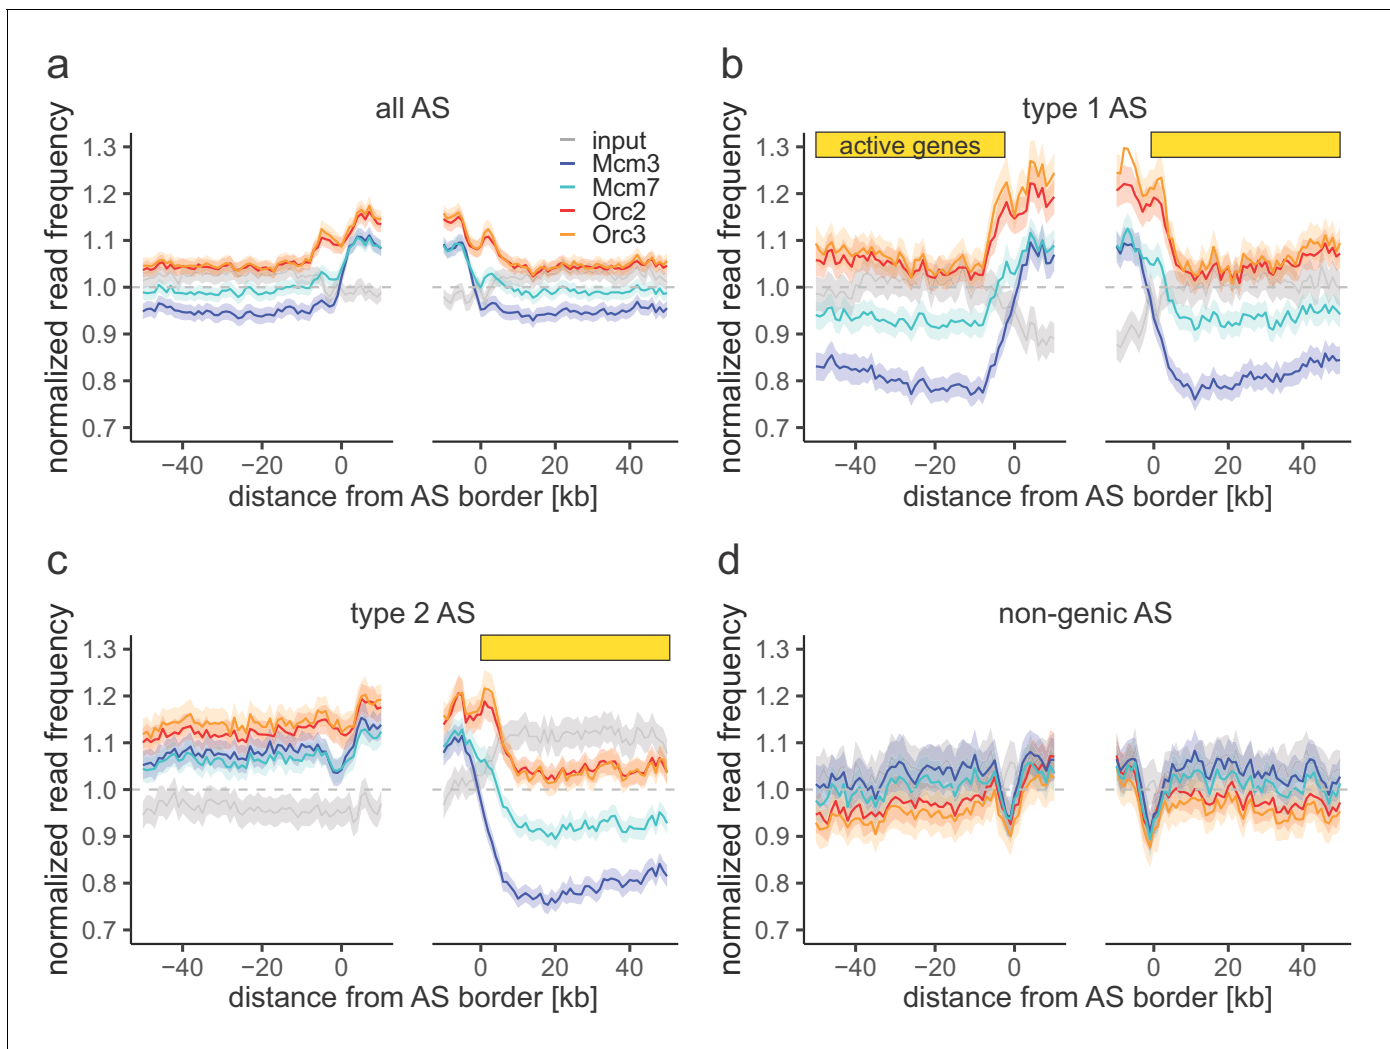 a
all AS
normalized read frequency
1.3
1.2
1.1
1.0
0.9
0.8
0.7
input
Mcm3
Mcm7
Orc2
Orc3
−40 −20 0 0 20 40
distance from AS border [kb]
b
type 1 AS
normalized read frequency
active genes
1.3
1.2
1.1
1.0
0.9
0.8
0.7
−40 −20 0 0 20 40
distance from AS border [kb]
c
type 2 AS
normalized read frequency
1.3
1.2
1.1
1.0
0.9
0.8
0.7
−40 −20 0 0 20 40
distance from AS border [kb]
d
non-genic AS
normalized read frequency
1.3
1.2
1.1
1.0
0.9
0.8
0.7
−40 −20 0 0 20 40
distance from AS border [kb]